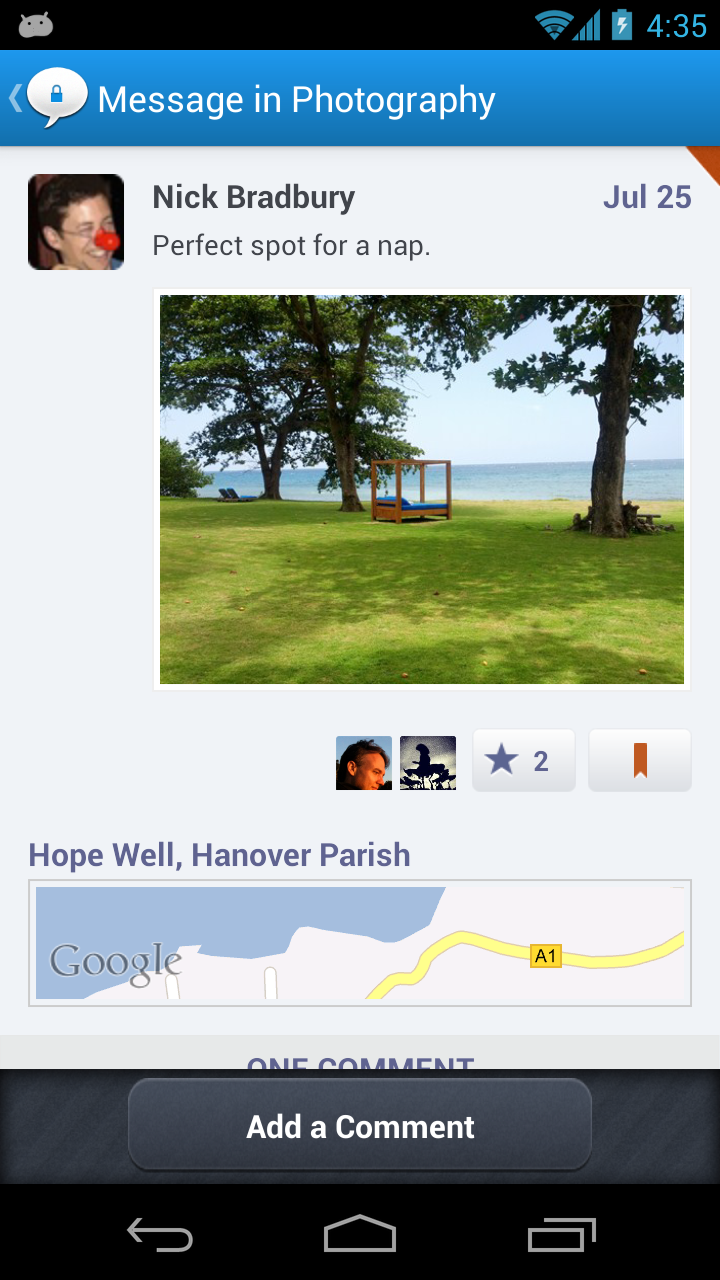 4:35
Message in Photography
Nick Bradbury
Jul 25
Perfect spot for a nap.
2
Hope Well, Hanover Parish
Google
A1
ONE COMMENT
Add a Comment